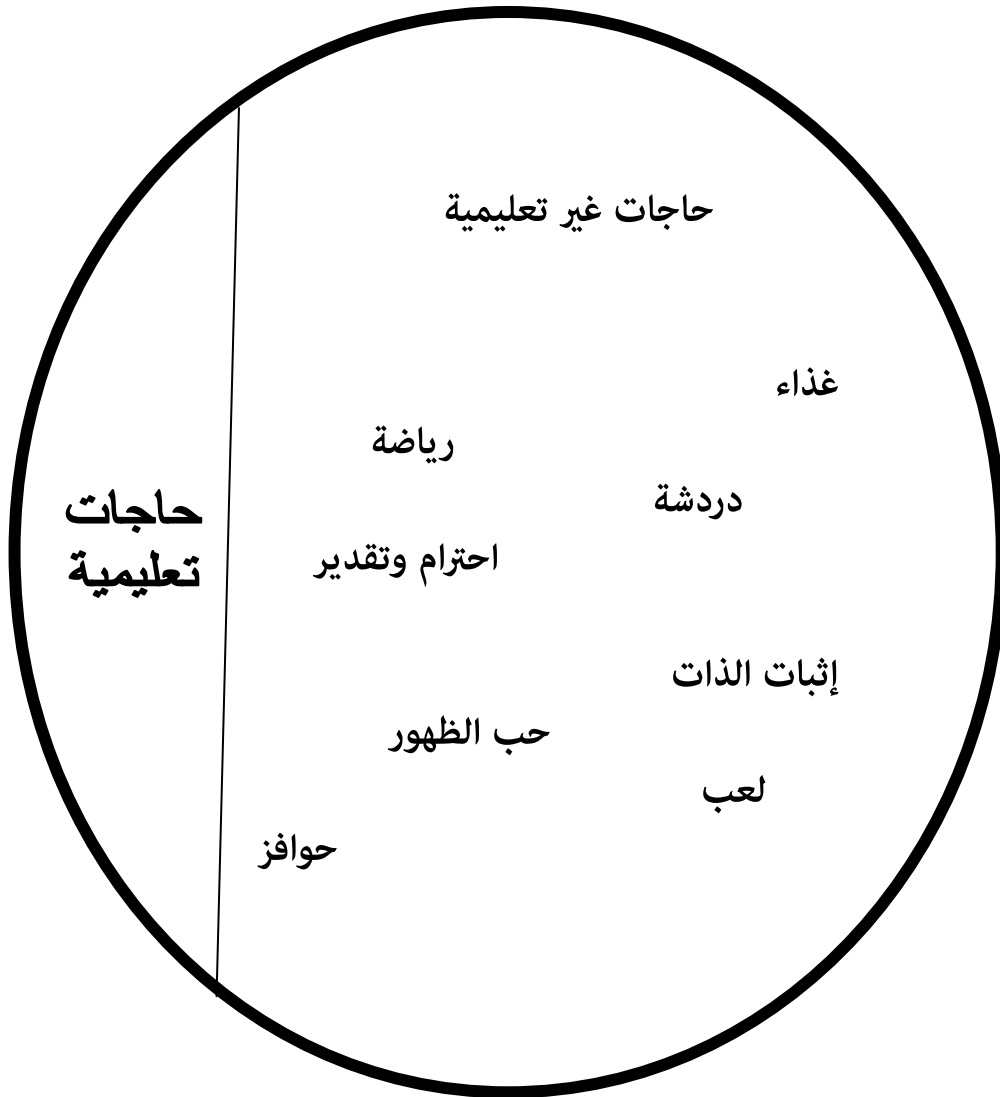 حاجات غير تعليمية
غذاء
رياضة
دردشة
احترام وتقدير
إثبات الذات
حب الظهور
لعب
حوافز
حاجات
تعليمية